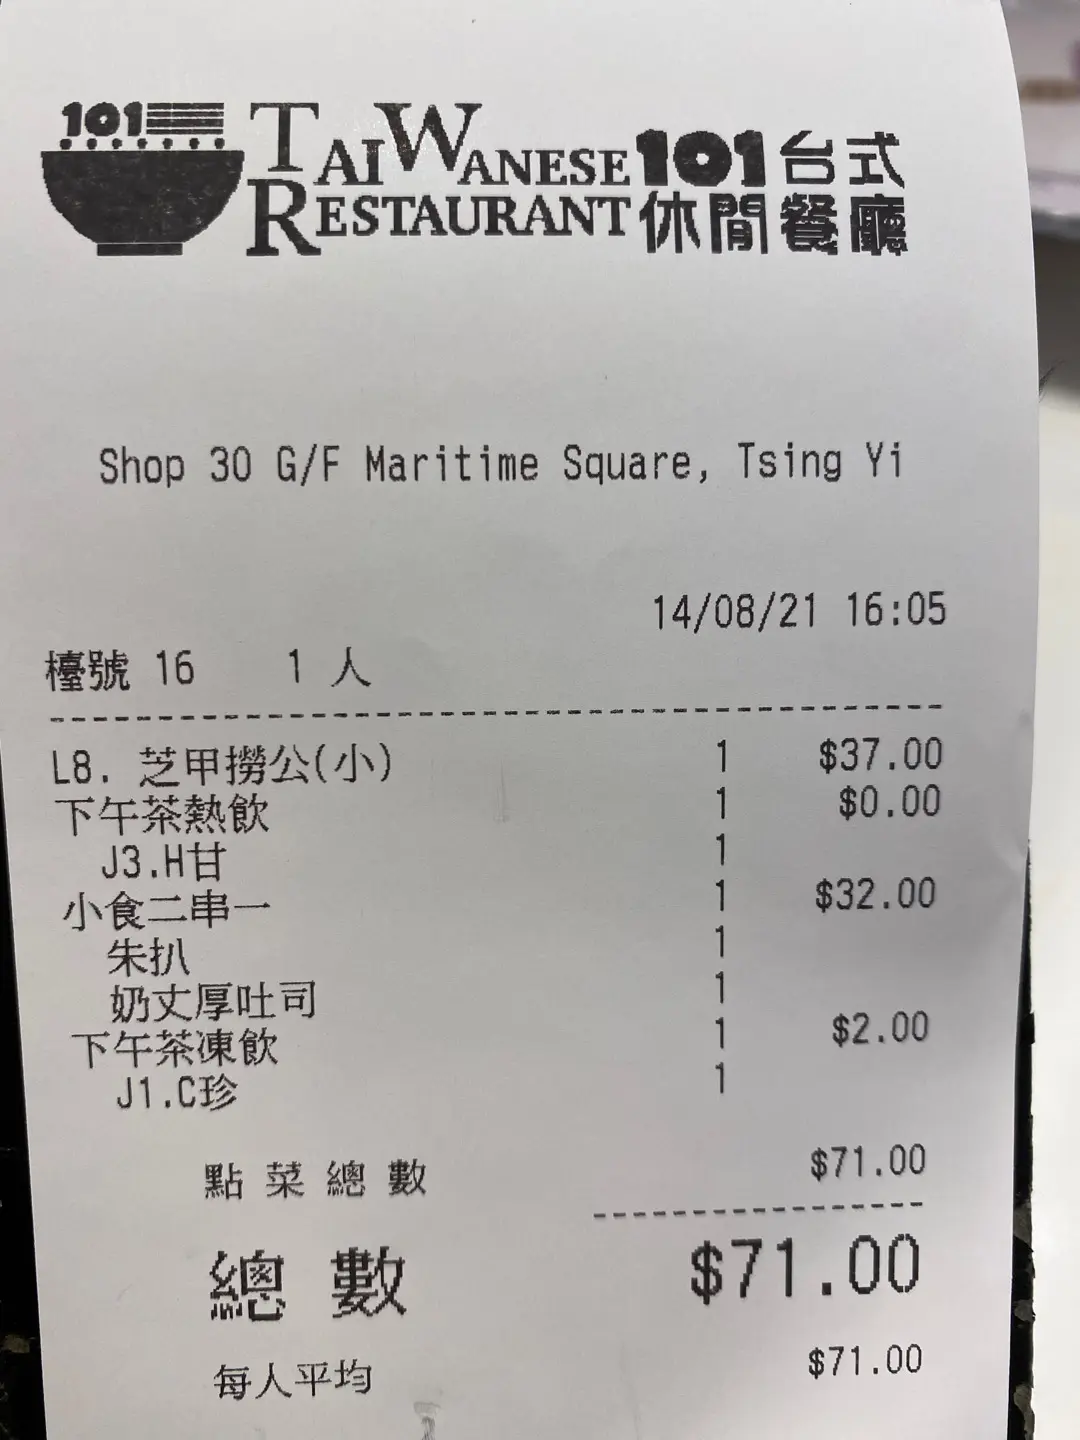 101
TAIWANESE RESTAURANT
101台式休閒餐廳
Shop 30 G/F Maritime Square, Tsing Yi
14/08/21 16:05
檯號 16 1 人
L8. 芝甲撈公(小) 1 $37.00
下午茶熱飲 1 $0.00
J3.H甘 1
小食二串一 1 $32.00
朱扒 1
奶丈厚吐司 1
下午茶凍飲 1 $2.00
J1.C珍 1
點菜總數 $71.00
總數 $71.00
每人平均 $71.00